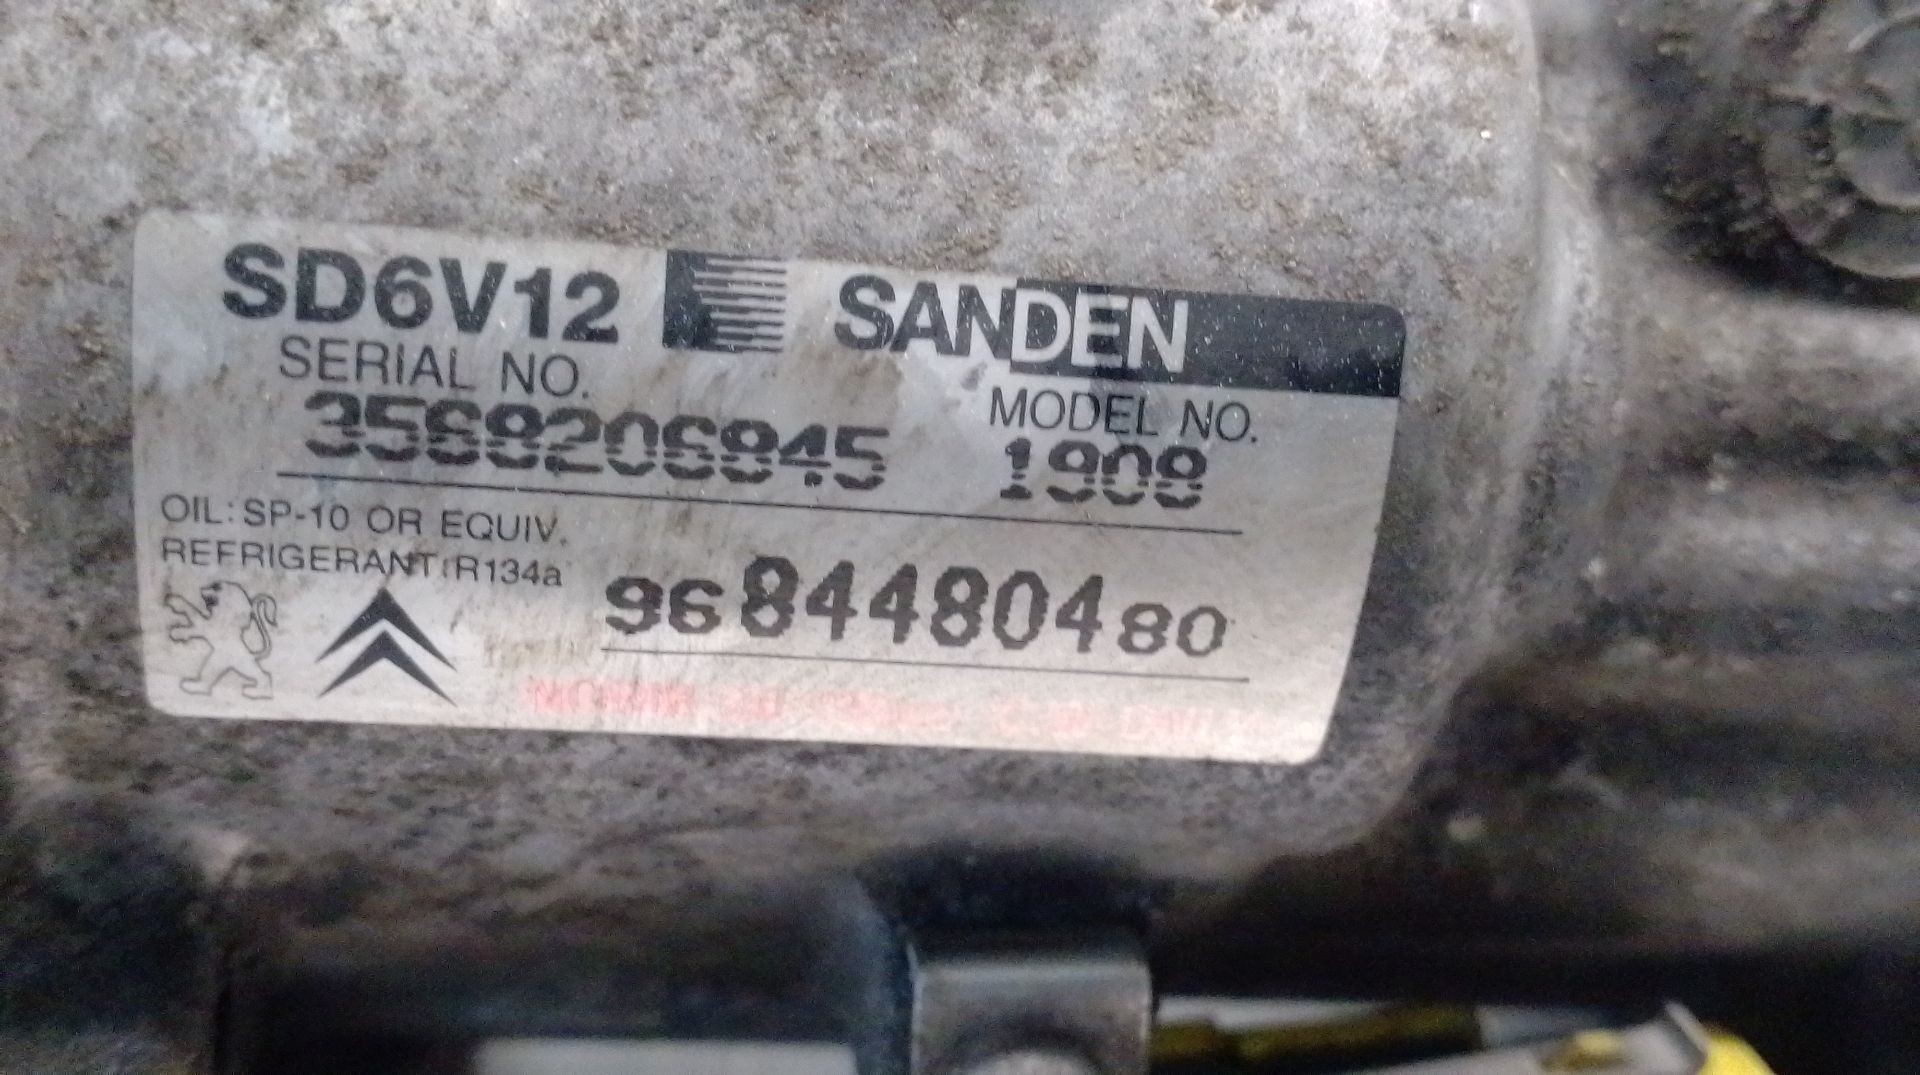 SD6V12 SANDEN
SERIAL NO. MODEL NO.
3568206845 1908
OIL: SP-10 OR EQUIV.
REFRIGERANT: R134a
9684480480